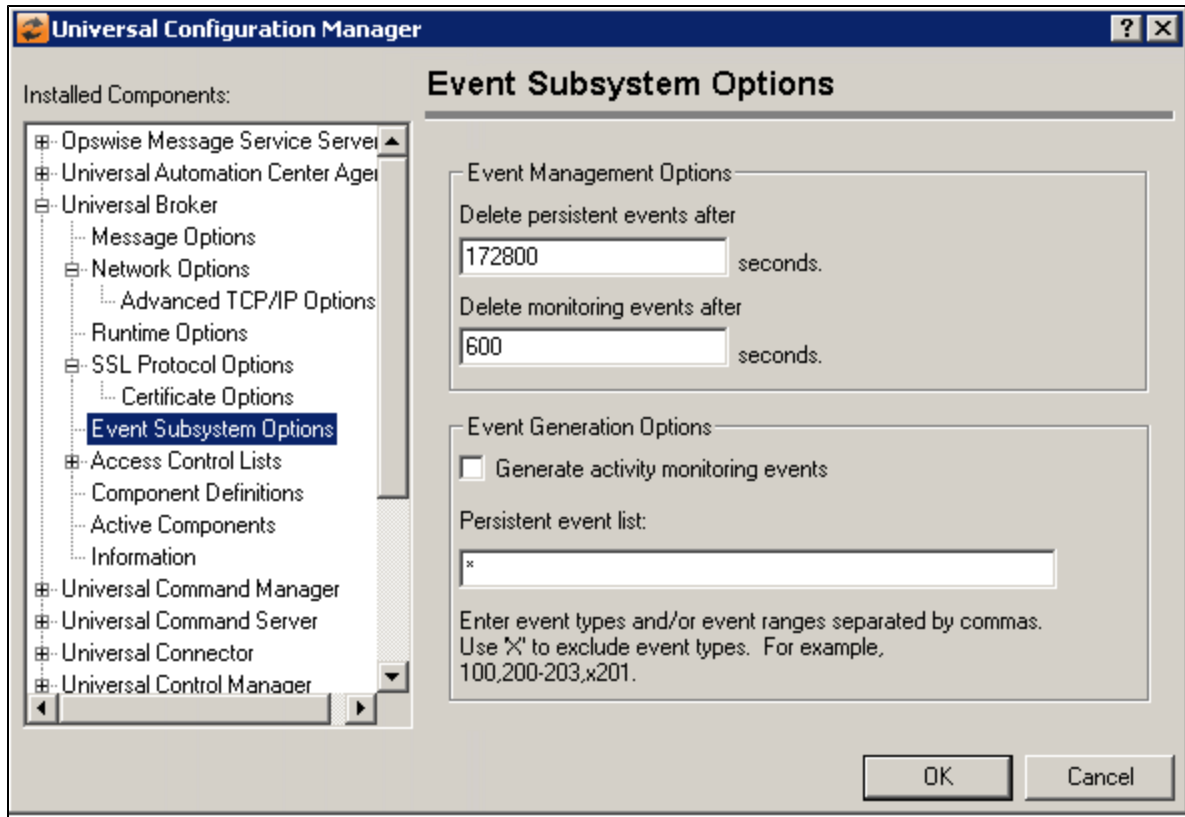 Universal Configuration Manager
Installed Components:
Opswise Message Service Server
Universal Automation Center Agen
Universal Broker
Message Options
Network Options
Advanced TCP/IP Options
Runtime Options
SSL Protocol Options
Certificate Options
Event Subsystem Options
Access Control Lists
Component Definitions
Active Components
Information
Universal Command Manager
Universal Command Server
Universal Connector
Universal Control Manager
Event Subsystem Options
Event Management Options
Delete persistent events after
172800 seconds.
Delete monitoring events after
600 seconds.
Event Generation Options
Generate activity monitoring events
Persistent event list:
*
Enter event types and/or event ranges separated by commas.
Use 'X' to exclude event types. For example,
100,200-203,x201.
OK Cancel